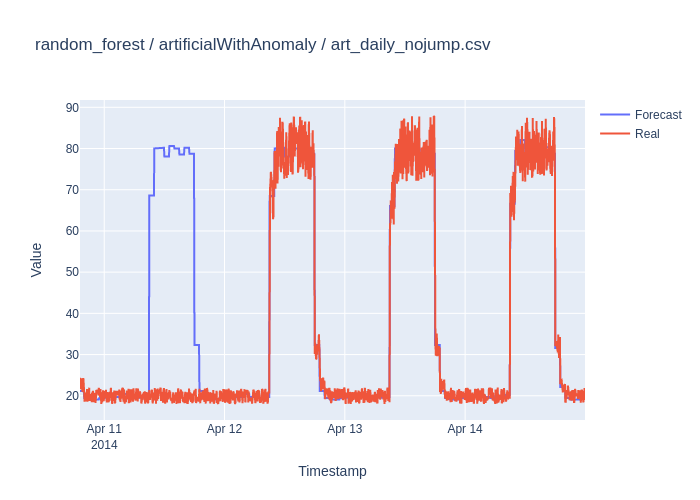 random_forest / artificialWithAnomaly / art_daily_nojump.csv
Forecast
Real
90
80
70
60
50
40
30
20
Value
Apr 11
2014
Apr 12
Apr 13
Apr 14
Timestamp